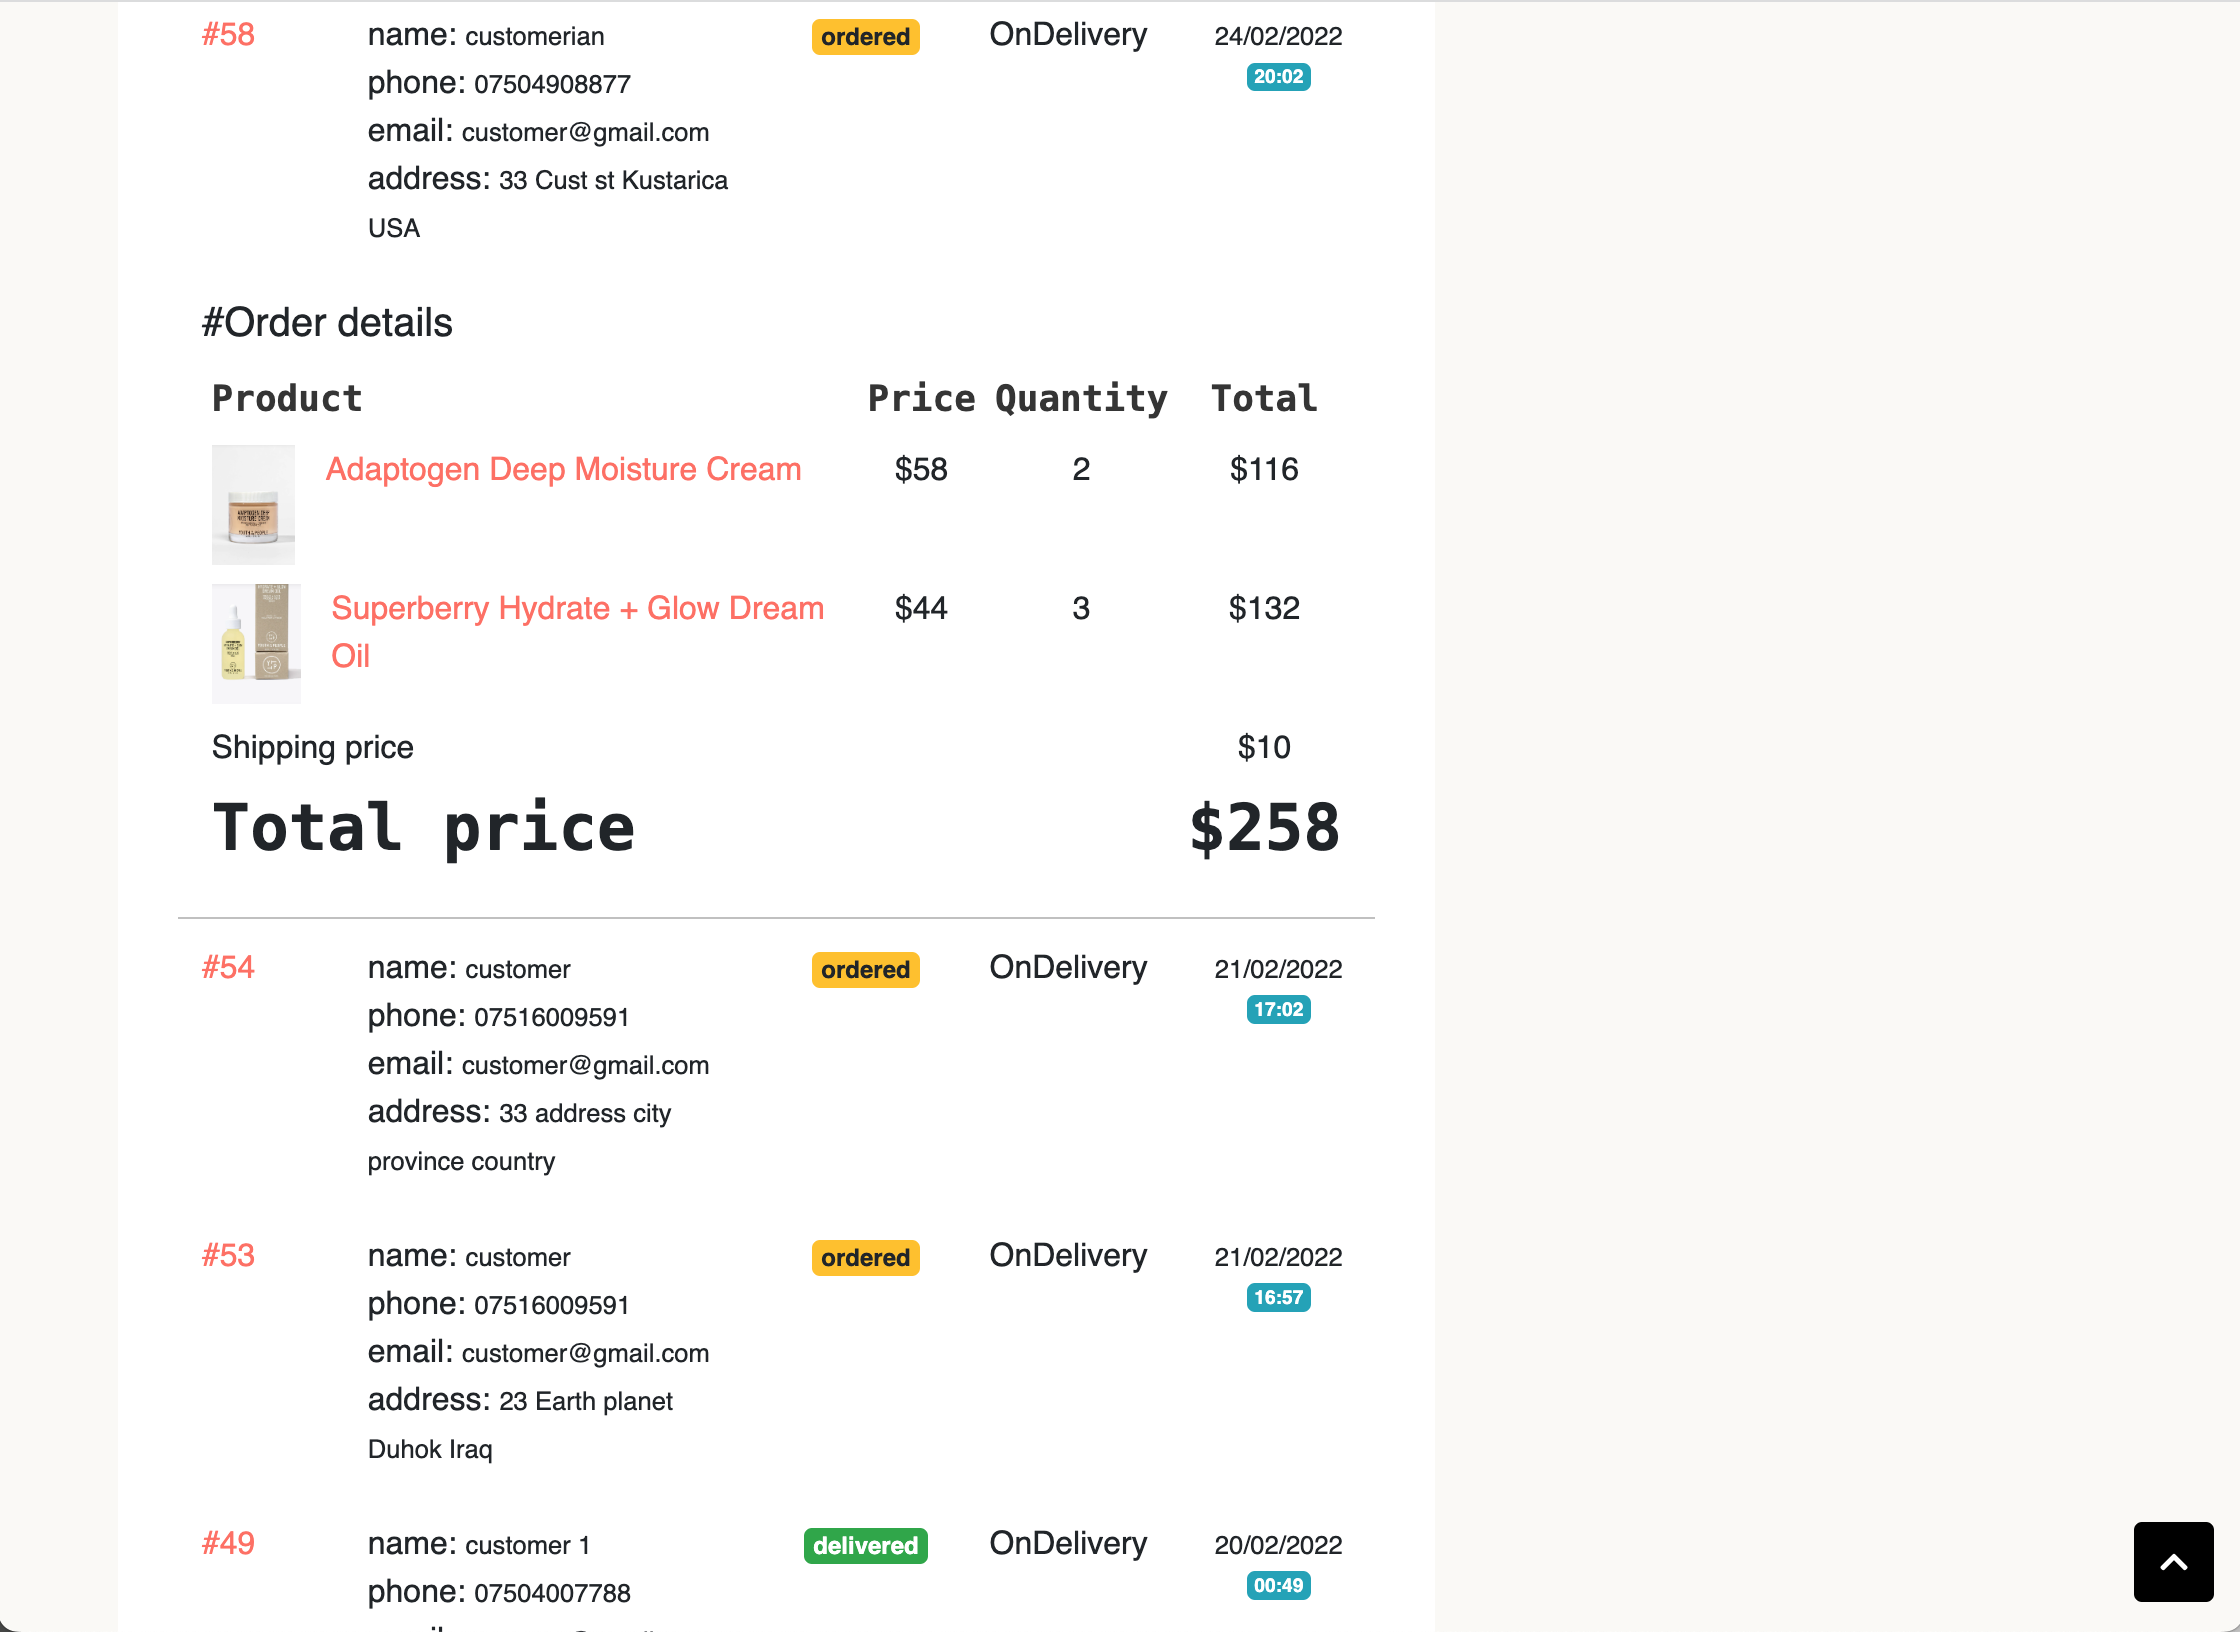 #58 name: customerian ordered OnDelivery 24/02/2022
phone: 07504908877 20:02
email: customer@gmail.com
address: 33 Cust st Kustarica
USA
#Order details
Product Price Quantity Total
Adaptogen Deep Moisture Cream $58 2 $116
Superberry Hydrate + Glow Dream $44 3 $132
Oil
Shipping price $10
Total price $258
#54 name: customer ordered OnDelivery 21/02/2022
phone: 07516009591 17:02
email: customer@gmail.com
address: 33 address city
province country
#53 name: customer ordered OnDelivery 21/02/2022
phone: 07516009591 16:57
email: customer@gmail.com
address: 23 Earth planet
Duhok Iraq
#49 name: customer 1 delivered OnDelivery 20/02/2022
phone: 07504007788 00:49